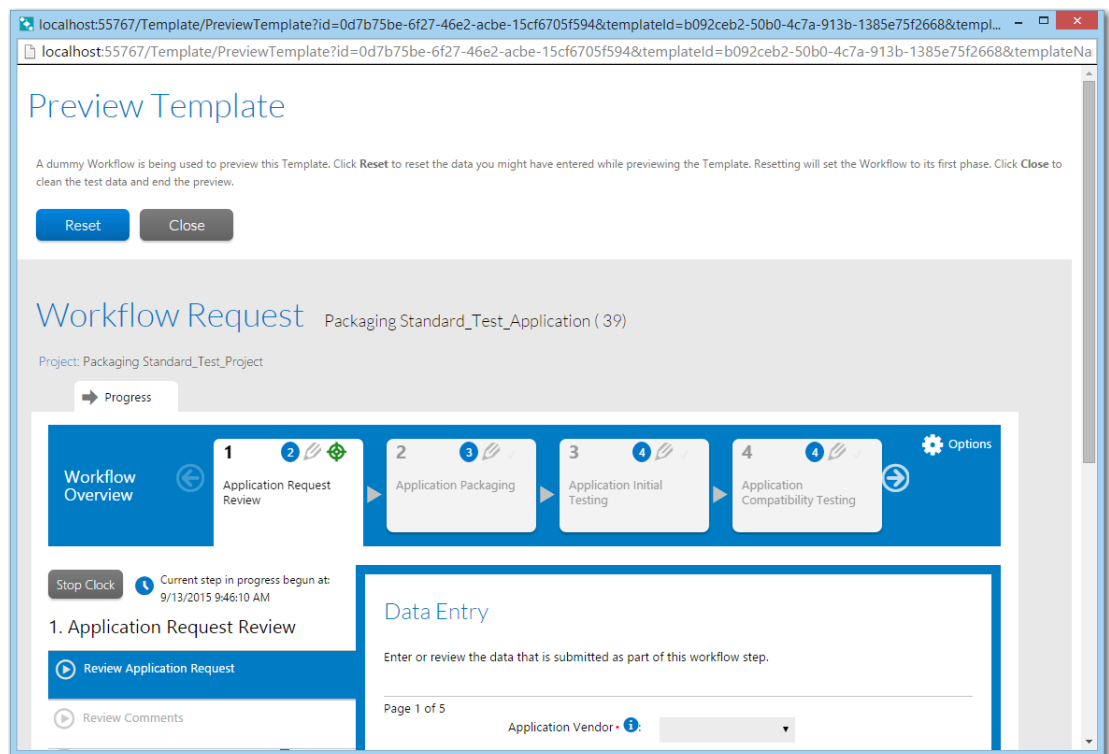 localhost:55767/Template/PreviewTemplate?id=0d7b75be-6f27-46e2-acbe-15cf6705f594&templateId=b092ceb2-50b0-4c7a-913b-1385e75f2668&templ...
localhost:55767/Template/PreviewTemplate?id=0d7b75be-6f27-46e2-acbe-15cf6705f594&templateId=b092ceb2-50b0-4c7a-913b-1385e75f2668&templateNa
Preview Template
A dummy Workflow is being used to preview this Template. Click Reset to reset the data you might have entered while previewing the Template. Resetting will set the Workflow to its first phase. Click Close to
clean the test data and end the preview.
Reset Close
Workflow Request Packaging Standard_Test_Application ( 39)
Project: Packaging Standard_Test_Project
Progress
Workflow
Overview
1 2
Application Request
Review
2 3
Application Packaging
3 4
Application Initial
Testing
4 4
Application
Compatibility Testing
Options
Stop Clock
Current step in progress begun at:
9/13/2015 9:46:10 AM
1. Application Request Review
Review Application Request
Review Comments
Data Entry
Enter or review the data that is submitted as part of this workflow step.
Page 1 of 5
Application Vendor • i: